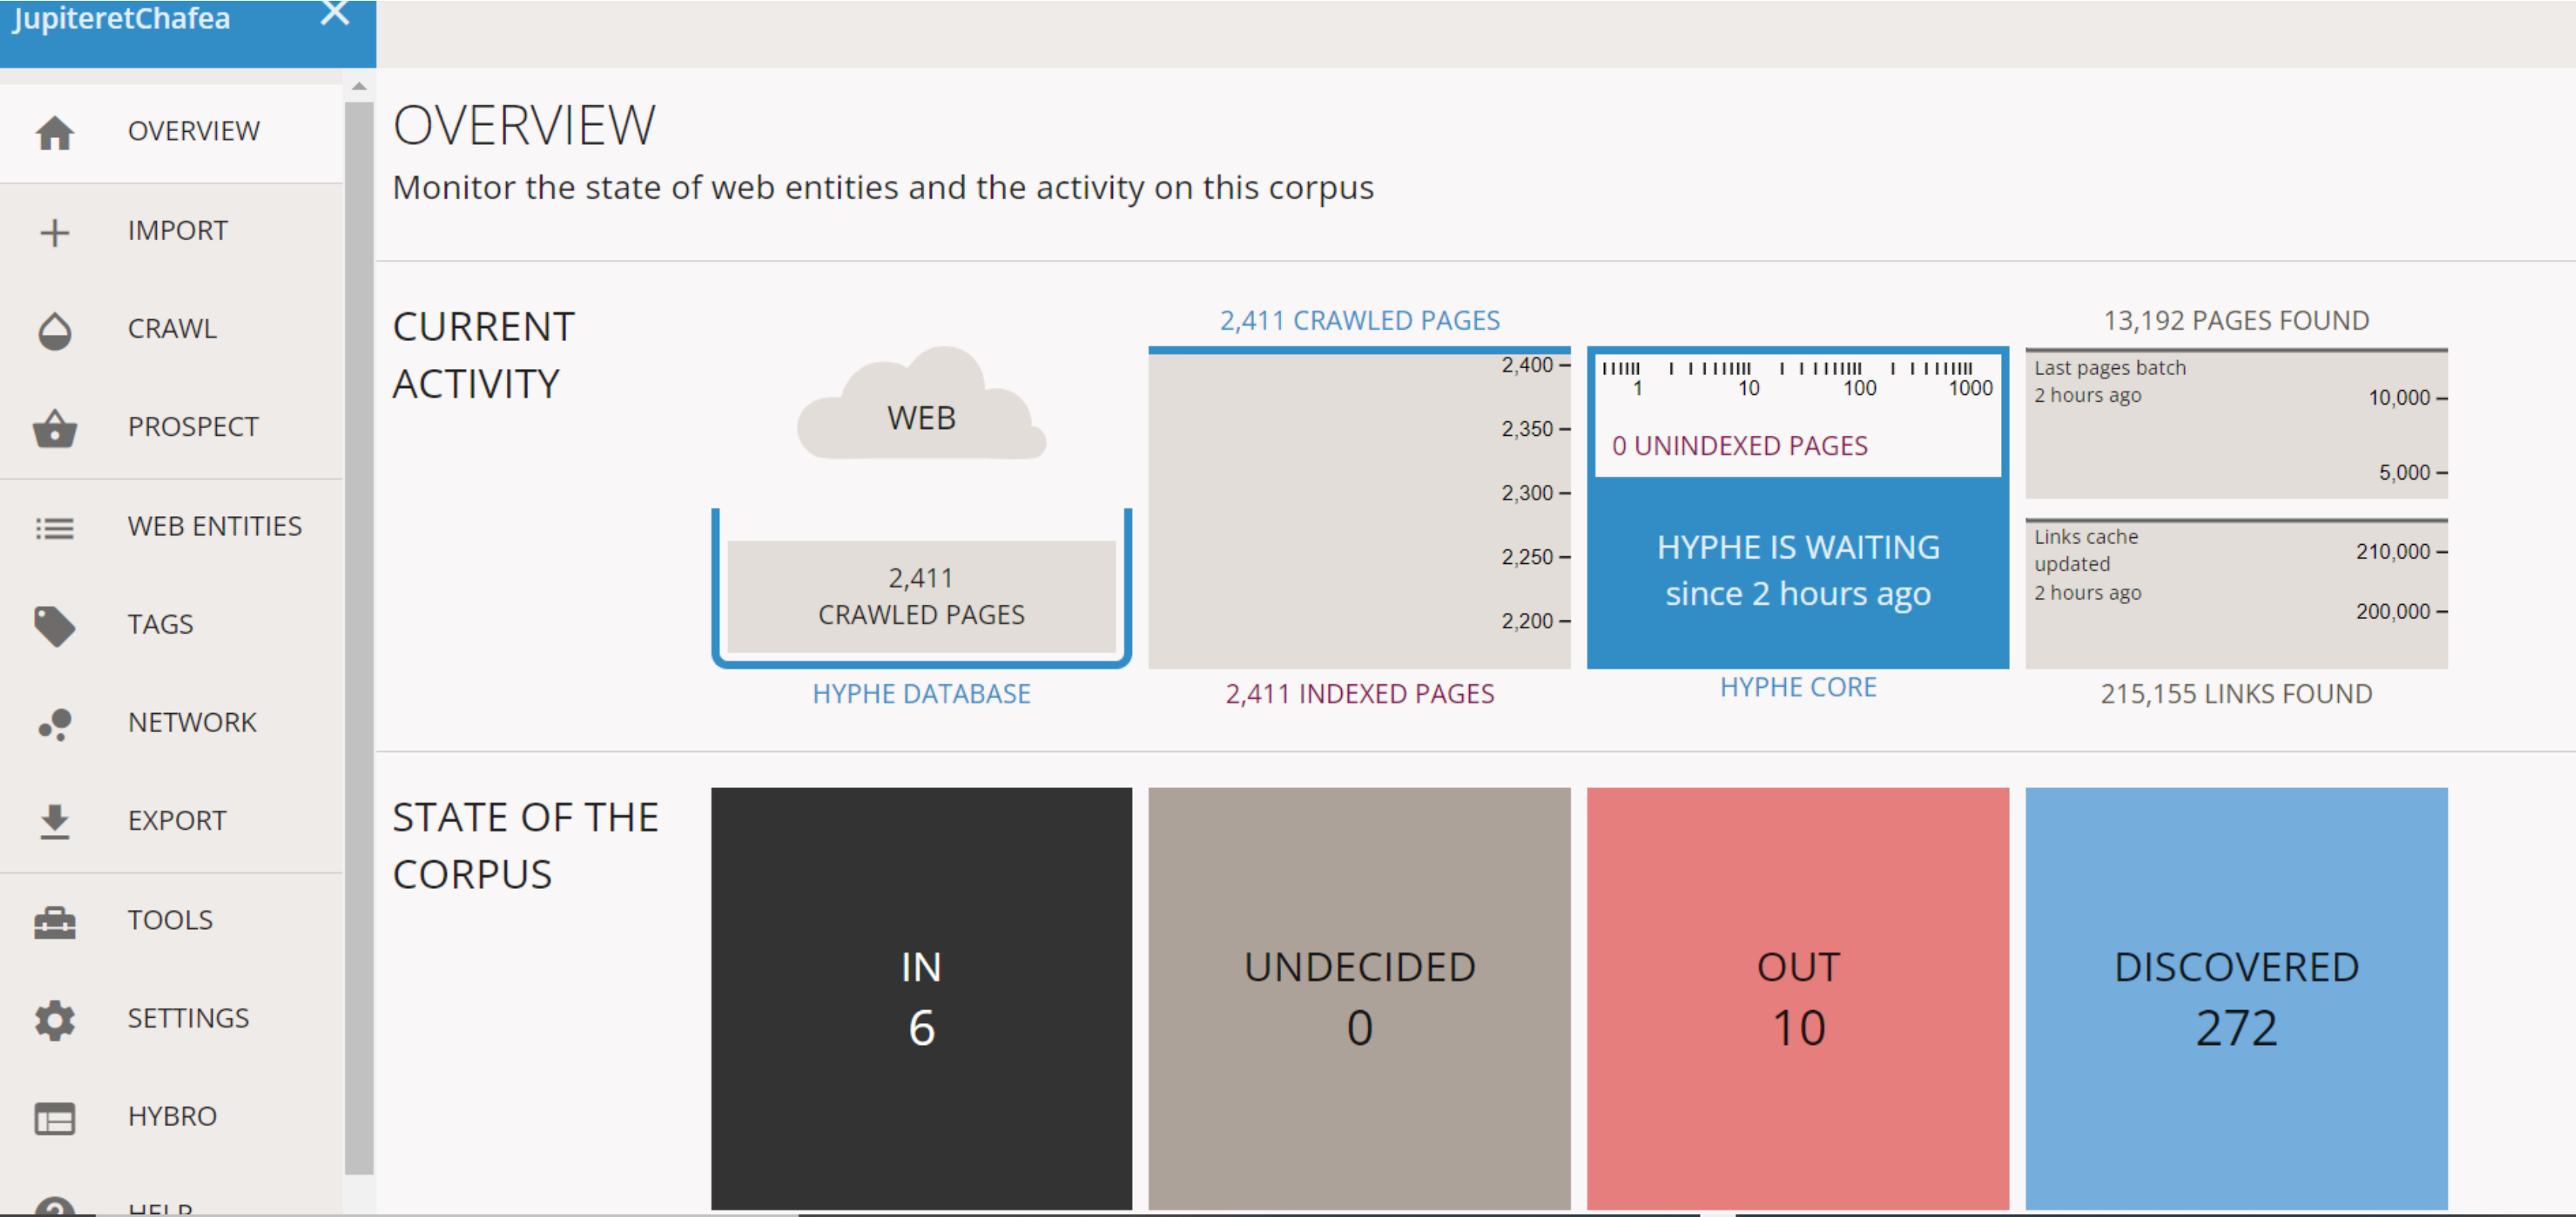 JupiteretChafea
OVERVIEW
IMPORT
CRAWL
PROSPECT
WEB ENTITIES
TAGS
NETWORK
EXPORT
TOOLS
SETTINGS
HYBRO
HELP
OVERVIEW
Monitor the state of web entities and the activity on this corpus
CURRENT
ACTIVITY
WEB
2,411
CRAWLED PAGES
HYPHE DATABASE
2,411 CRAWLED PAGES
2,400
2,350
2,300
2,250
2,200
2,411 INDEXED PAGES
1 10 100 1000
0 UNINDEXED PAGES
HYPHE IS WAITING
since 2 hours ago
HYPHE CORE
13,192 PAGES FOUND
Last pages batch
2 hours ago
10,000
5,000
Links cache
updated
2 hours ago
210,000
200,000
215,155 LINKS FOUND
STATE OF THE
CORPUS
IN
6
UNDECIDED
0
OUT
10
DISCOVERED
272